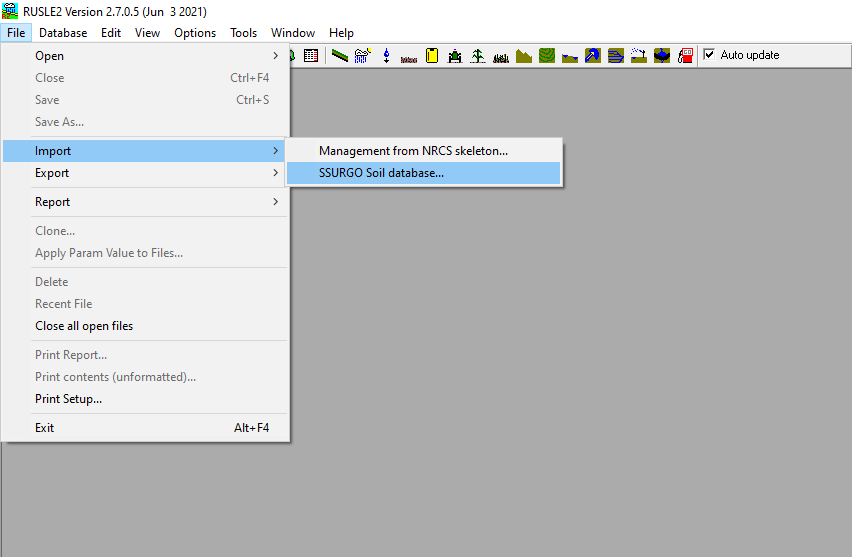 RUSLE2 Version 2.7.0.5 (Jun  3 2021)
File Database Edit View Options Tools Window Help
Auto update
Open
Close Ctrl+F4
Save Ctrl+S
Save As...
Import
Management from NRCS skeleton...
SSURGO Soil database...
Export
Report
Clone...
Apply Param Value to Files...
Delete
Recent File
Close all open files
Print Report...
Print contents (unformatted)...
Print Setup...
Exit Alt+F4